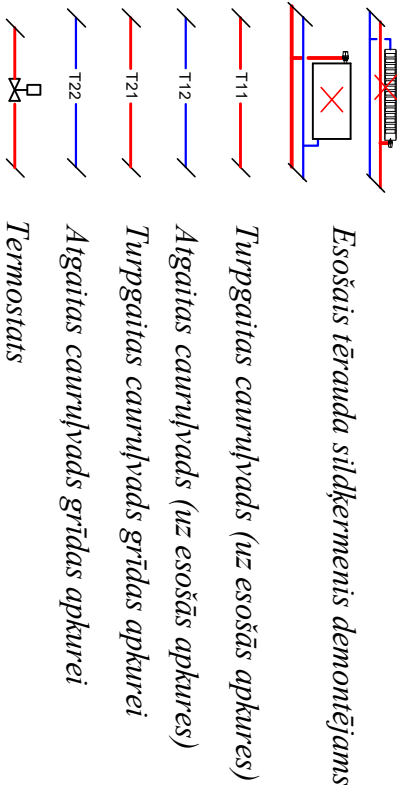 Esošais tērauda sildķermenis demontējams
T11 Turpgaitas cauruļvads (uz esošās apkures)
T12 Atgaitas cauruļvads (uz esošās apkures)
T21 Turpgaitas cauruļvads grīdas apkurei
T22 Atgaitas cauruļvads grīdas apkurei
Termostats